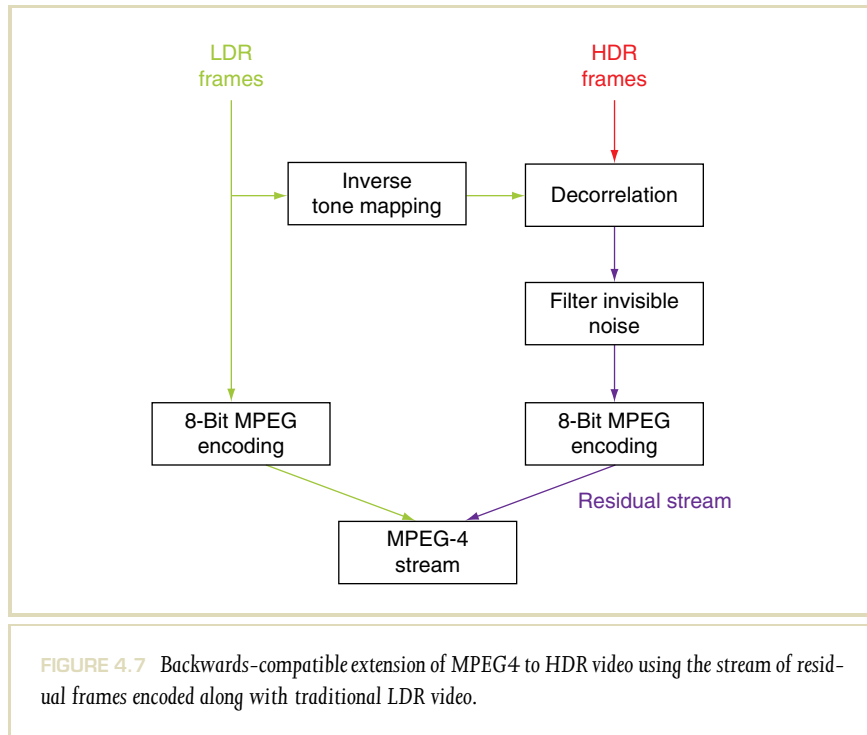 LDR
frames
HDR
frames
Inverse
tone mapping
Decorrelation
Filter invisible
noise
8-Bit MPEG
encoding
8-Bit MPEG
encoding
Residual stream
MPEG-4
stream
FIGURE 4.7 Backwards-compatible extension of MPEG4 to HDR video using the stream of resid-
ual frames encoded along with traditional LDR video.